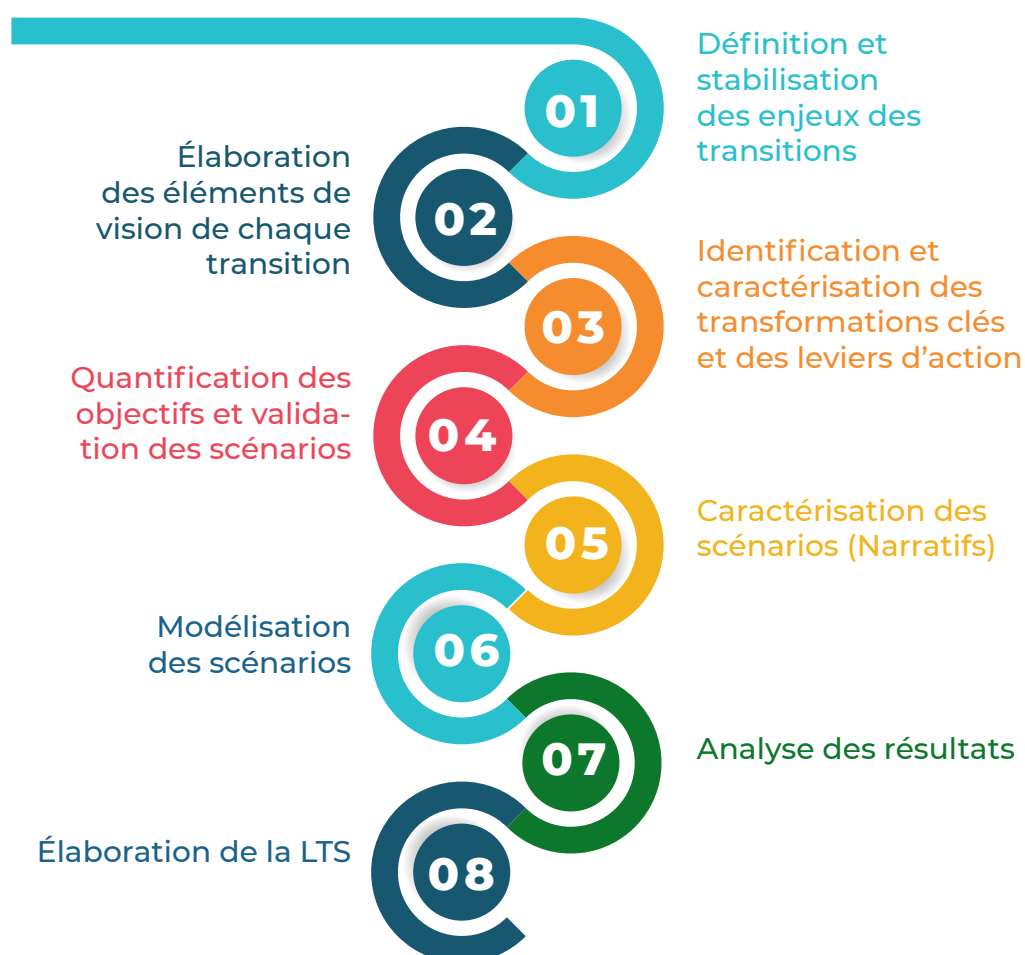 01
Définition et
stabilisation
des enjeux des
transitions
Élaboration
des éléments de
vision de chaque
transition
02
03
Identification et
caractérisation des
transformations clés
et des leviers d’action
Quantification des
objectifs et valida-
tion des scénarios
04
05
Caractérisation des
scénarios (Narratifs)
Modélisation
des scénarios
06
07
Analyse des résultats
Élaboration de la LTS
08